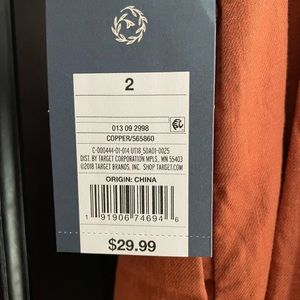 2
013 09 2998
COPPER/565860
C-000444-01-014 UT18_50A01-0025
DIST. BY TARGET CORPORATION MPLS, MN 55403
©2018 TARGET BRANDS, INC. SHOP TARGET.COM
ORIGIN: CHINA
1 91906 74694 6
$29.99